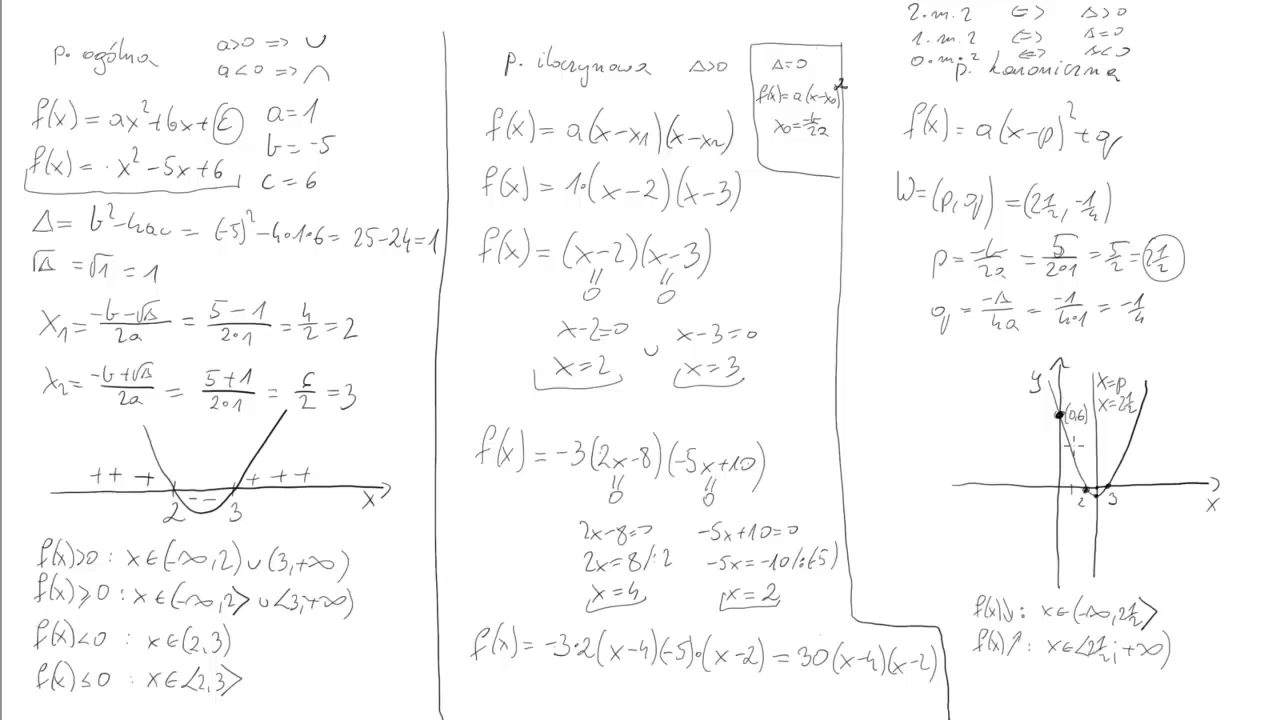 p. ogólna
a>0 => ∪
a<0 => ∩
f(x) = ax²+bx+c
a=1
b=-5
c=6
f(x) = x²-5x+6
Δ = b²-4ac = (-5)²-4·1·6 = 25-24=1
√Δ = √1 = 1
x₁ = (-b-√Δ)/2a = (5-1)/2·1 = 4/2 = 2
x₂ = (-b+√Δ)/2a = (5+1)/2·1 = 6/2 = 3
++ + -- + + +
2 3 x
f(x)>0 : x∈(-∞,2)∪(3,+∞)
f(x)⩾0 : x∈(-∞,2>∪<3,+∞)
f(x)<0 : x∈(2,3)
f(x)≤0 : x∈<2,3>
p. iloczynowa Δ>0
Δ=0
f(x)=a(x-x₀)²
x₀=-b/2a
f(x) = a(x-x₁)(x-x₂)
f(x) = 1·(x-2)(x-3)
f(x) = (x-2)(x-3)
0 0
x-2=0 ∪ x-3=0
x=2 x=3
f(x) = -3(2x-8)(-5x+10)
0 0
2x-8=0 -5x+10=0
2x=8/:2 -5x=-10/:(-5)
x=4 x=2
f(x) = -3·2(x-4)(-5)·(x-2) = 30(x-4)(x-2)
2.m.z <=> Δ>0
1.m.z <=> Δ=0
0.m.z <=> Δ<0
p. kanoniczna
f(x) = a(x-p)²+q
W=(p,q) = (2½,-¼)
p = -b/2a = 5/2·1 = 5/2 = 2½
q = -Δ/4a = -1/4·1 = -¼
y
x=p
x=2½
(0,6)
1 2 3 x
f(x)↓ : x∈(-∞,2½>
f(x)↗ : x∈<2½; +∞)